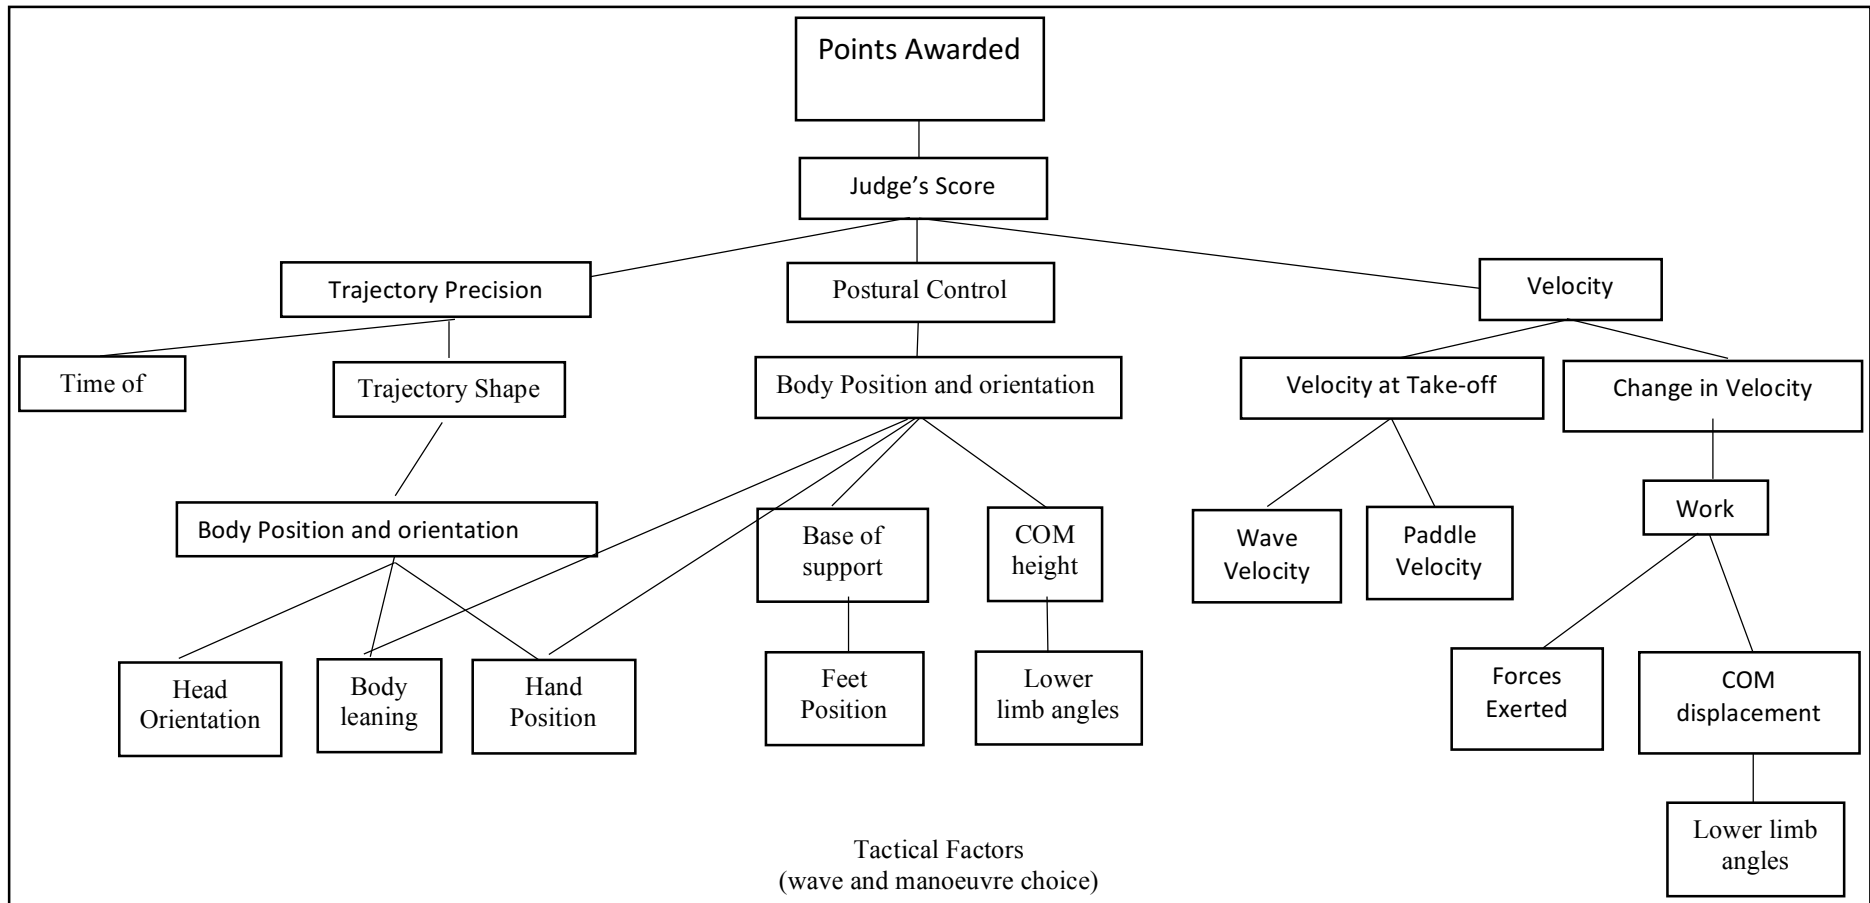 Points Awarded
Judge’s Score
Trajectory Precision
Postural Control
Velocity
Time of
Trajectory Shape
Body Position and orientation
Velocity at Take-off
Change in Velocity
Body Position and orientation
Base of
support
COM
height
Wave
Velocity
Paddle
Velocity
Work
Head
Orientation
Body
leaning
Hand
Position
Feet
Position
Lower
limb angles
Forces
Exerted
COM
displacement
Lower limb
angles
Tactical Factors
(wave and manoeuvre choice)